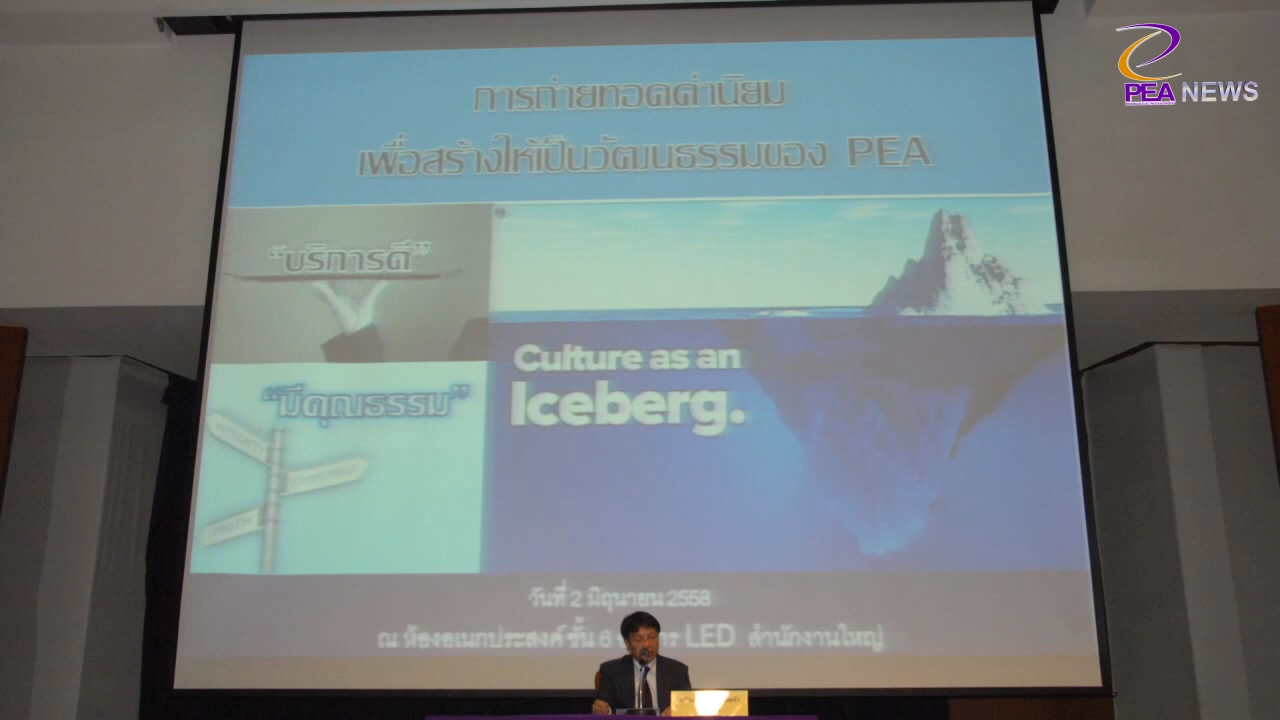 PEA NEWS
การถ่ายทอดค่านิยม
เพื่อสร้างให้เป็นวัฒนธรรมของ PEA
“บริการดี”
“มีคุณธรรม”
Culture as an
Iceberg.
วันที่ 2 มิถุนายน 2558
ณ ห้องอเนกประสงค์ ชั้น 6 LED สำนักงานใหญ่